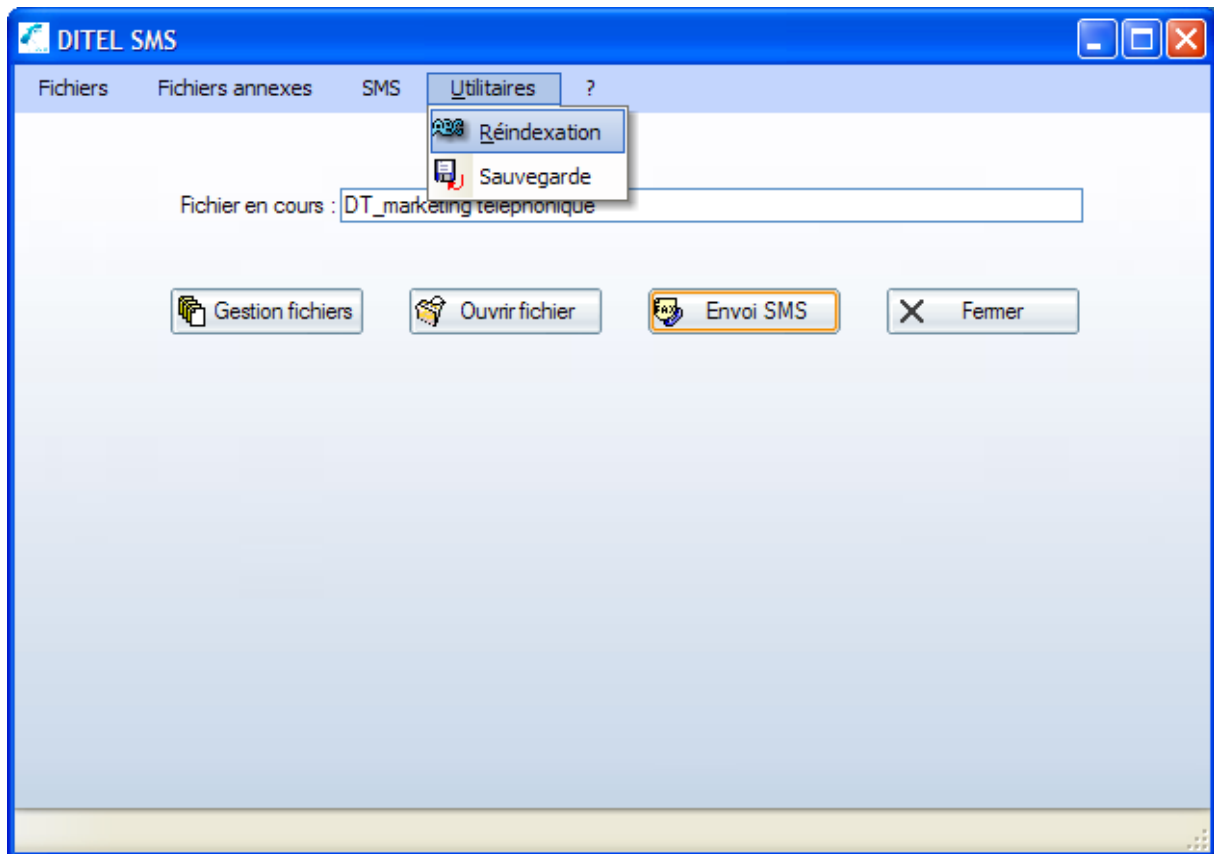 DITEL SMS
Fichiers Fichiers annexes SMS Utilitaires ?
Réindexation
Sauvegarde
Fichier en cours : DT_marketing téléphonique
Gestion fichiers Ouvrir fichier Envoi SMS Fermer